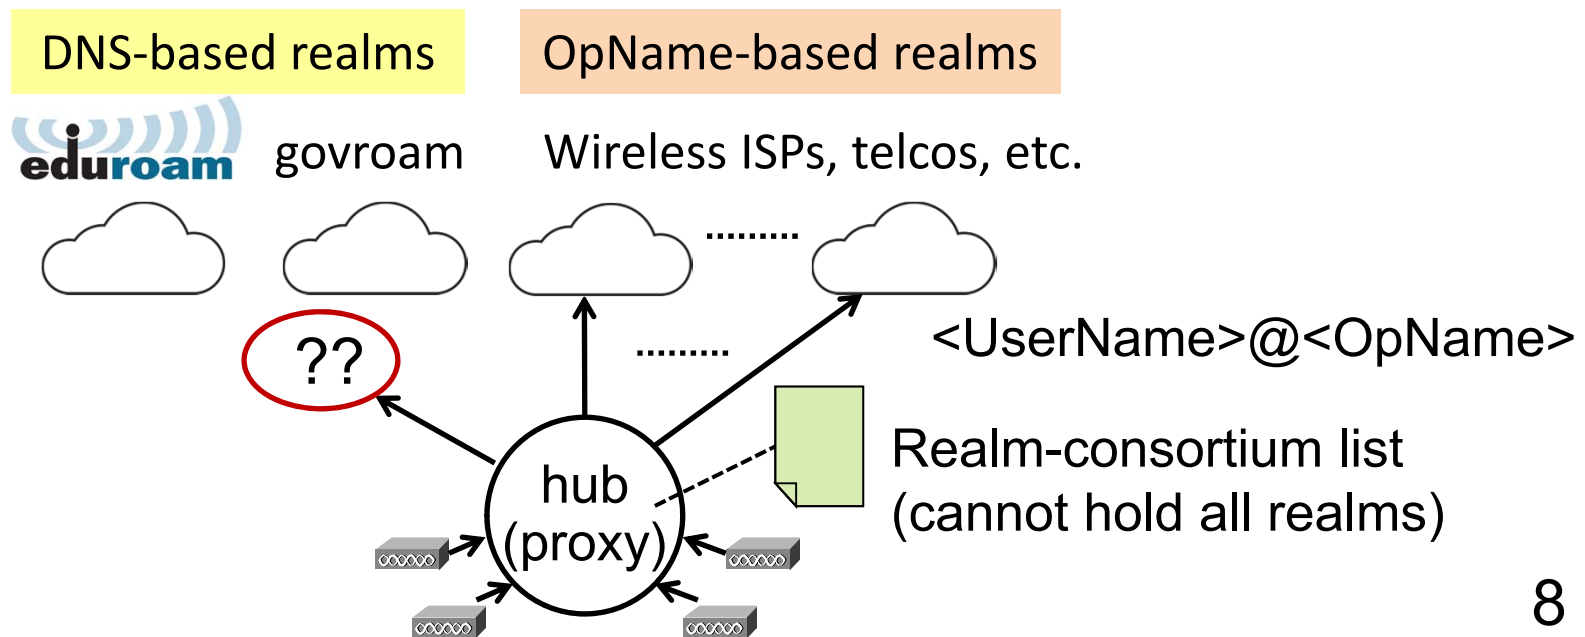 DNS-based realms
OpName-based realms
eduroam
govroam
Wireless ISPs, telcos, etc.
.........
??
.........
<UserName>@<OpName>
hub
(proxy)
Realm-consortium list
(cannot hold all realms)
8